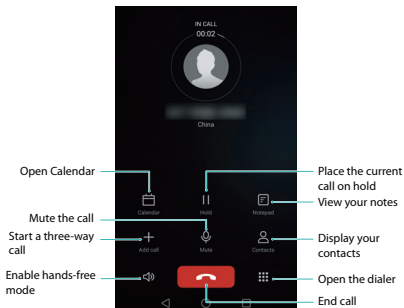 IN CALL
00:02
China
Open Calendar
Place the current
call on hold
View your notes
Calendar
Hold
Notepad
Mute the call
Start a three-way
call
Display your
contacts
Add call
Mute
Contacts
Enable hands-free
mode
Open the dialer
End call